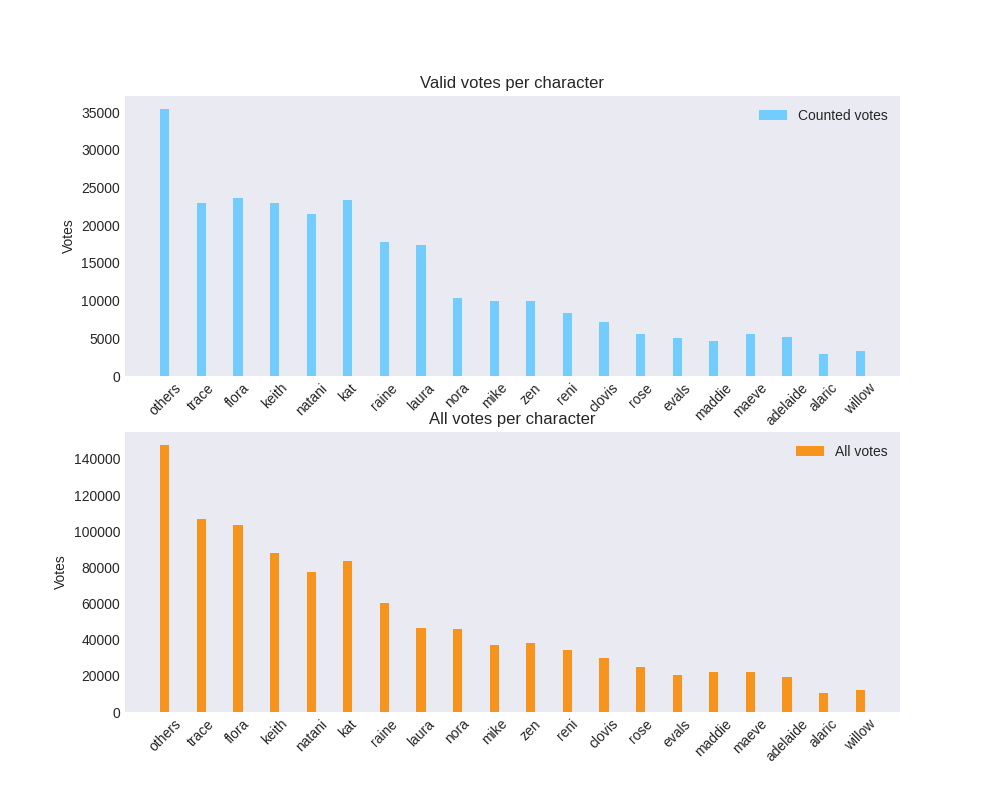 Valid votes per character
Counted votes
35000
30000
25000
20000
15000
10000
5000
0
Votes
others trace flora keith natani kat raine laura nora mike zen reni clovis rose evals maddie maeve adelaide alaric willow
All votes per character
All votes
140000
120000
100000
80000
60000
40000
20000
0
Votes
others trace flora keith natani kat raine laura nora mike zen reni clovis rose evals maddie maeve adelaide alaric willow